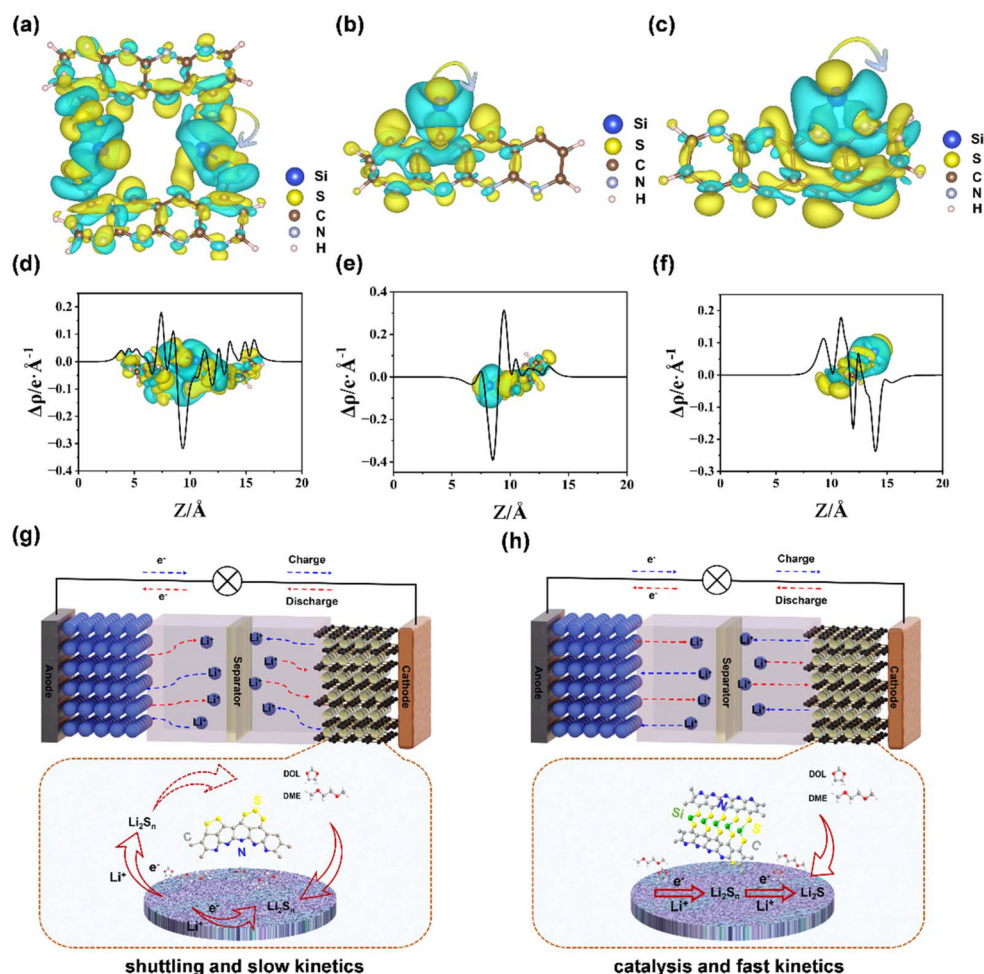 (a)
(b)
(c)
Si
S
C
N
H
Si
S
C
N
H
Si
S
C
N
H
(d)
(e)
(f)
Δρ/e·Å⁻¹
0.2
0.1
0.0
−0.1
−0.2
−0.3
−0.4
0
5
10
15
20
Z/Å
Δρ/e·Å⁻¹
0.4
0.2
0.0
−0.2
−0.4
0
5
10
15
20
Z/Å
Δρ/e·Å⁻¹
0.2
0.1
0.0
−0.1
−0.2
−0.3
0
5
10
15
20
Z/Å
(g)
e⁻
Charge
e⁻
Discharge
Anode
Li⁺
Li⁺
Li⁺
Li⁺
Separator
Li⁺
Li⁺
Li⁺
Li⁺
Cathode
DOL
DME
S
C
N
Li₂Sₙ
e⁻
Li⁺
e⁻
Li⁺
Li₂Sₙ
shuttling and slow kinetics
(h)
e⁻
Charge
e⁻
Discharge
Anode
Li⁺
Li⁺
Li⁺
Li⁺
Separator
Li⁺
Li⁺
Li⁺
Li⁺
Cathode
DOL
DME
N
Si
S
C
e⁻
Li⁺
Li₂Sₙ
e⁻
Li⁺
Li₂S
catalysis and fast kinetics